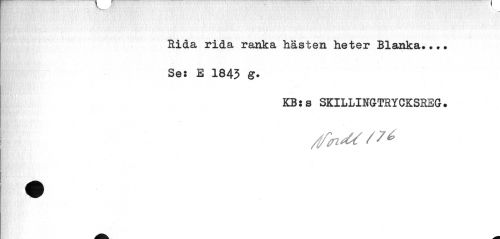 Rida rida ranka hästen heter Blanka....
Se: E 1843 g.
KB:s SKILLINGTRYCKSREG.
Nordl 176